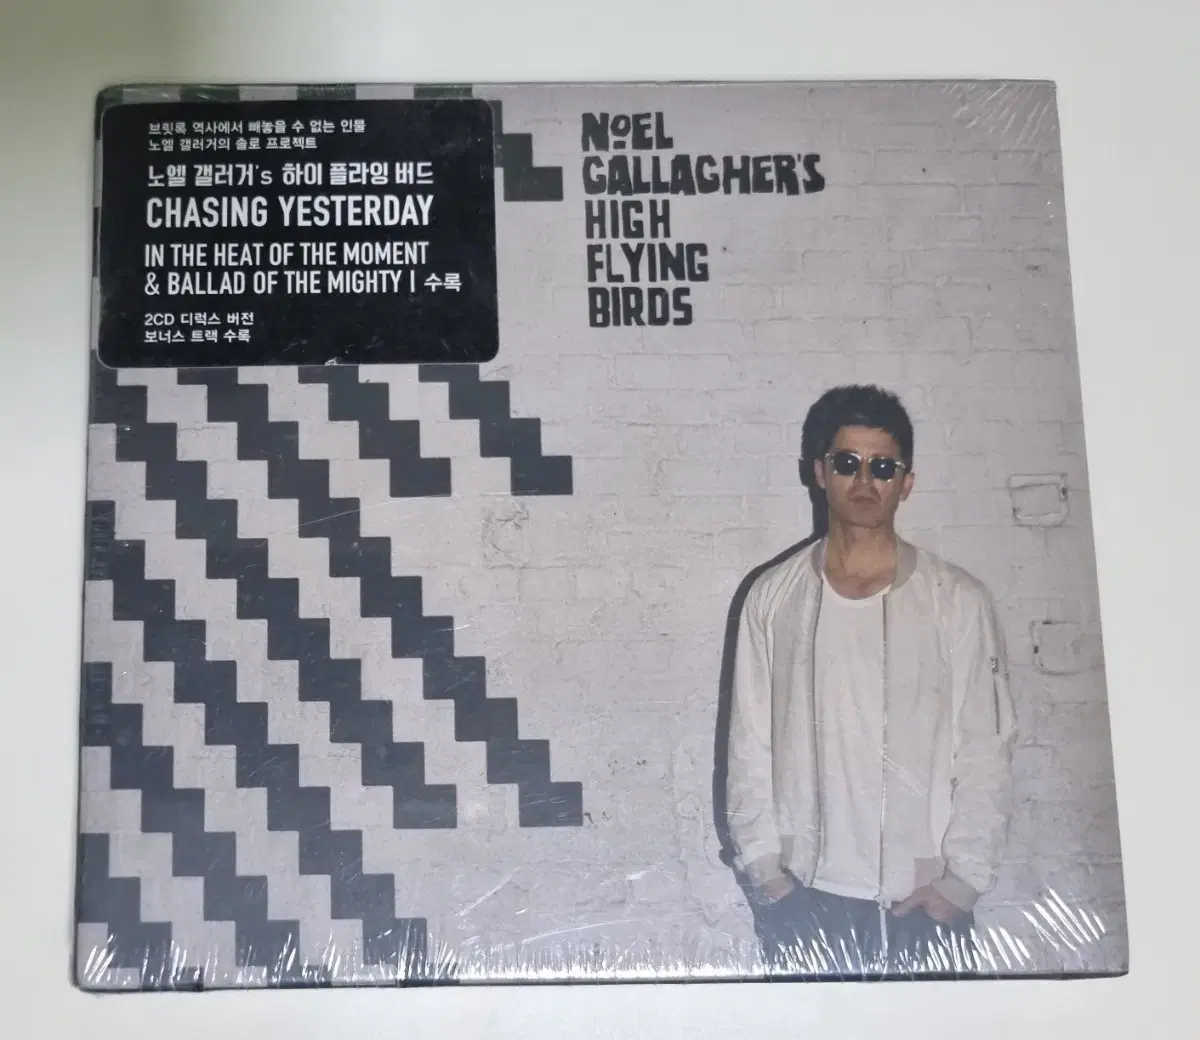 브릿록 역사에서 빼놓을 수 없는 인물
노엘 갤러거의 솔로 프로젝트
노엘 갤러거's 하이 플라잉 버드
CHASING YESTERDAY
IN THE HEAT OF THE MOMENT
& BALLAD OF THE MIGHTY I 수록
2CD 디럭스 버전
보너스 트랙 수록
NOEL
GALLAGHER'S
HIGH
FLYING
BIRDS